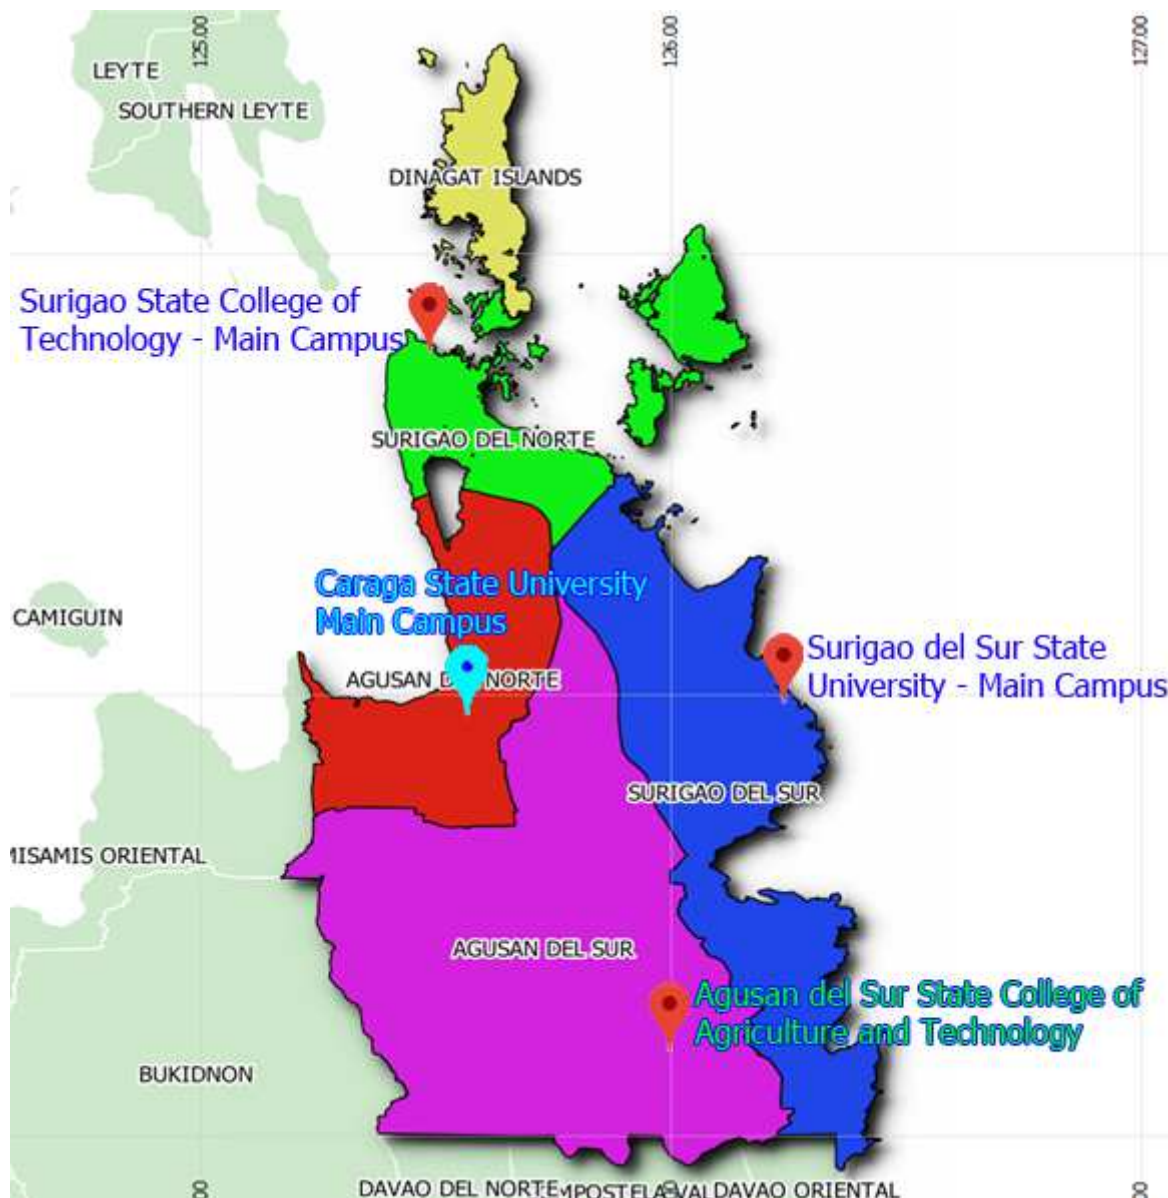 125.00
126.00
127.00
LEYTE
SOUTHERN LEYTE
DINAGAT ISLANDS
Surigao State College of
Technology - Main Campus
SURIGAO DEL NORTE
Caraga State University
Main Campus
CAMIGUIN
Surigao del Sur State
University - Main Campus
AGUSAN DEL NORTE
SURIGAO DEL SUR
MISAMIS ORIENTAL
AGUSAN DEL SUR
Agusan del Sur State College of
Agriculture and Technology
BUKIDNON
DAVAO DEL NORTE
DAVAO ORIENTAL